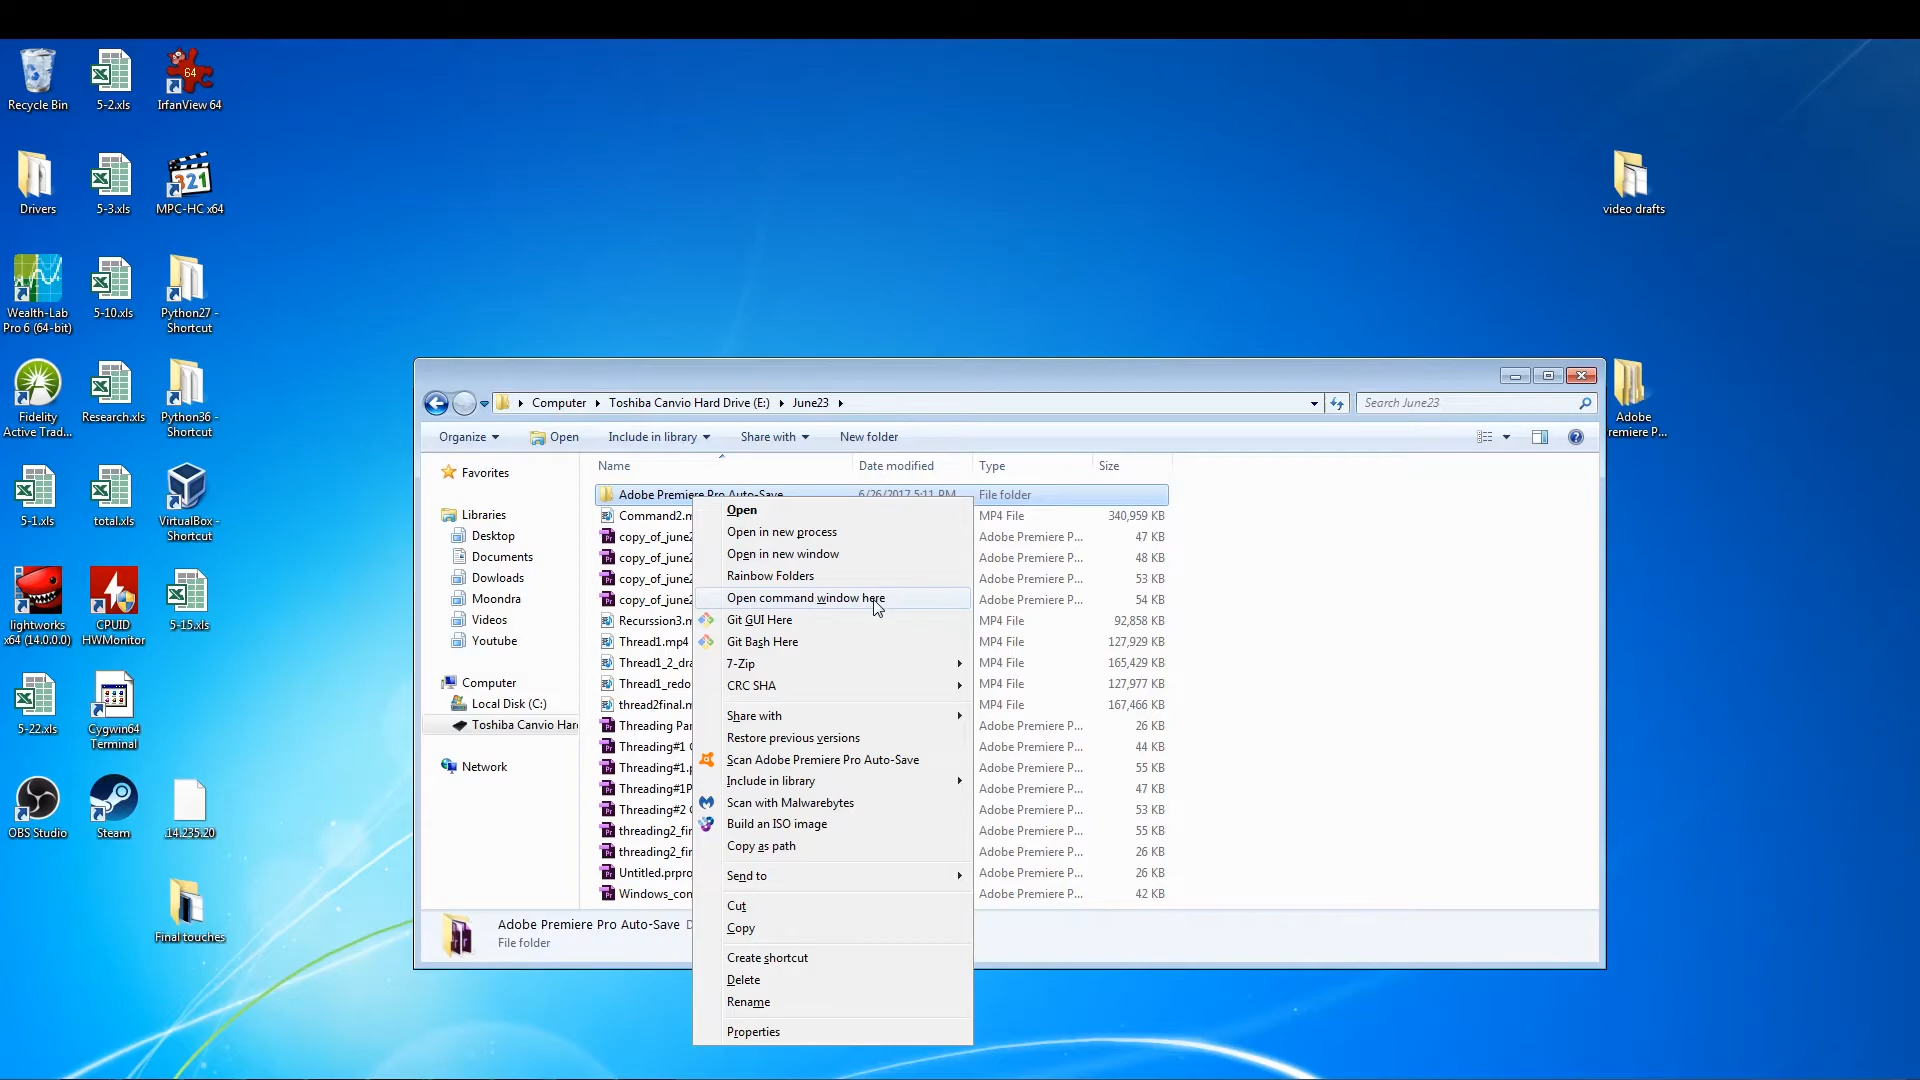 Recycle Bin
5-2.xls
64
IrfanView 64
Drivers
5-3.xls
321
MPC-HC x64
Wealth-Lab
Pro 6 (64-bit)
5-10.xls
Python27 -
Shortcut
Fidelity
Active Trad...
Research.xls
Python36 -
Shortcut
5-1.xls
total.xls
VirtualBox -
Shortcut
lightworks
x64 (14.0.0.0)
CPUID
HWMonitor
5-15.xls
5-22.xls
Cygwin64
Terminal
OBS Studio
Steam
.14.235.20
Final touches
video drafts
Adobe
remiere P...
Computer
Toshiba Canvio Hard Drive (E:)
June23
Search June23
Organize
Open
Include in library
Share with
New folder
Favorites
Libraries
Desktop
Documents
Dowloads
Moondra
Videos
Youtube
Computer
Local Disk (C:)
Toshiba Canvio Har
Network
Name
Date modified
Type
Size
Adobe Premiere Pro Auto-Save 6/26/2017 5:11 PM File folder
Command2.m MP4 File 340,959 KB
copy_of_june2 Adobe Premiere P... 47 KB
copy_of_june2 Adobe Premiere P... 48 KB
copy_of_june2 Adobe Premiere P... 53 KB
copy_of_june2 Adobe Premiere P... 54 KB
Recurssion3.m MP4 File 92,858 KB
Thread1.mp4 MP4 File 127,929 KB
Thread1_2_dra MP4 File 165,429 KB
Thread1_redo MP4 File 127,977 KB
thread2final.m MP4 File 167,466 KB
Threading Par Adobe Premiere P... 26 KB
Threading#1 C Adobe Premiere P... 44 KB
Threading#1.p Adobe Premiere P... 55 KB
Threading#1P Adobe Premiere P... 47 KB
Threading#2 C Adobe Premiere P... 53 KB
threading2_fir Adobe Premiere P... 55 KB
threading2_fir Adobe Premiere P... 26 KB
Untitled.prpro Adobe Premiere P... 26 KB
Windows_con Adobe Premiere P... 42 KB
Open
Open in new process
Open in new window
Rainbow Folders
Open command window here
Git GUI Here
Git Bash Here
7-Zip
CRC SHA
Share with
Restore previous versions
Scan Adobe Premiere Pro Auto-Save
Include in library
Scan with Malwarebytes
Build an ISO image
Copy as path
Send to
Cut
Copy
Create shortcut
Delete
Rename
Properties
Adobe Premiere Pro Auto-Save D
File folder